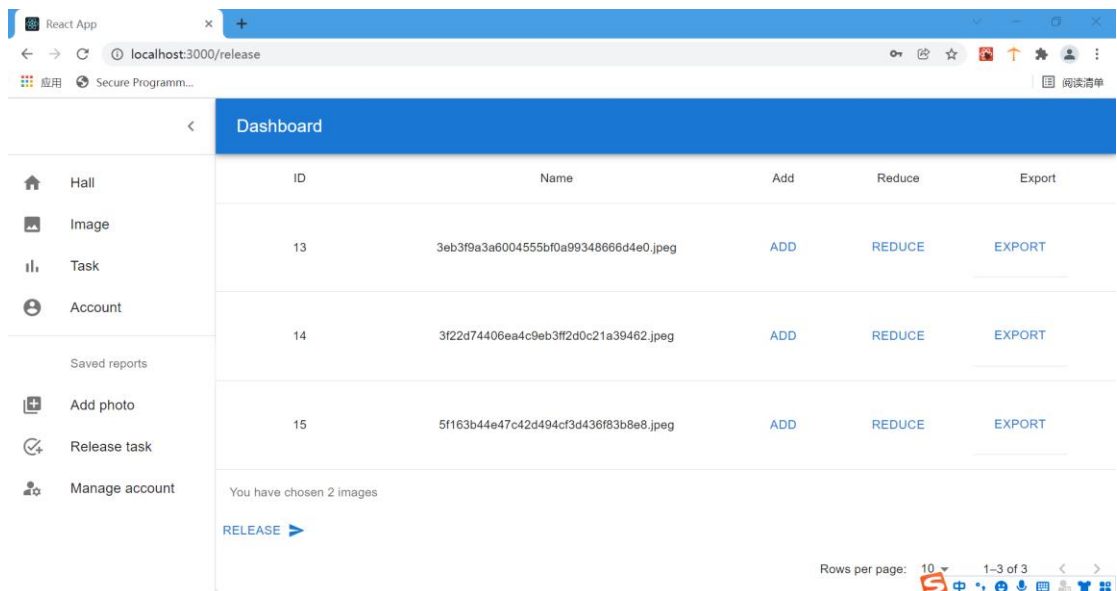 React App
localhost:3000/release
应用 Secure Programm... 阅读清单
Dashboard
Hall
Image
Task
Account
Saved reports
Add photo
Release task
Manage account
ID Name Add Reduce Export
13 3eb3f9a3a6004555bf0a99348666d4e0.jpeg ADD REDUCE EXPORT
14 3f22d74406ea4c9eb3ff2d0c21a39462.jpeg ADD REDUCE EXPORT
15 5f163b44e47c42d494cf3d436f83b8e8.jpeg ADD REDUCE EXPORT
You have chosen 2 images
RELEASE
Rows per page: 10 1–3 of 3
中